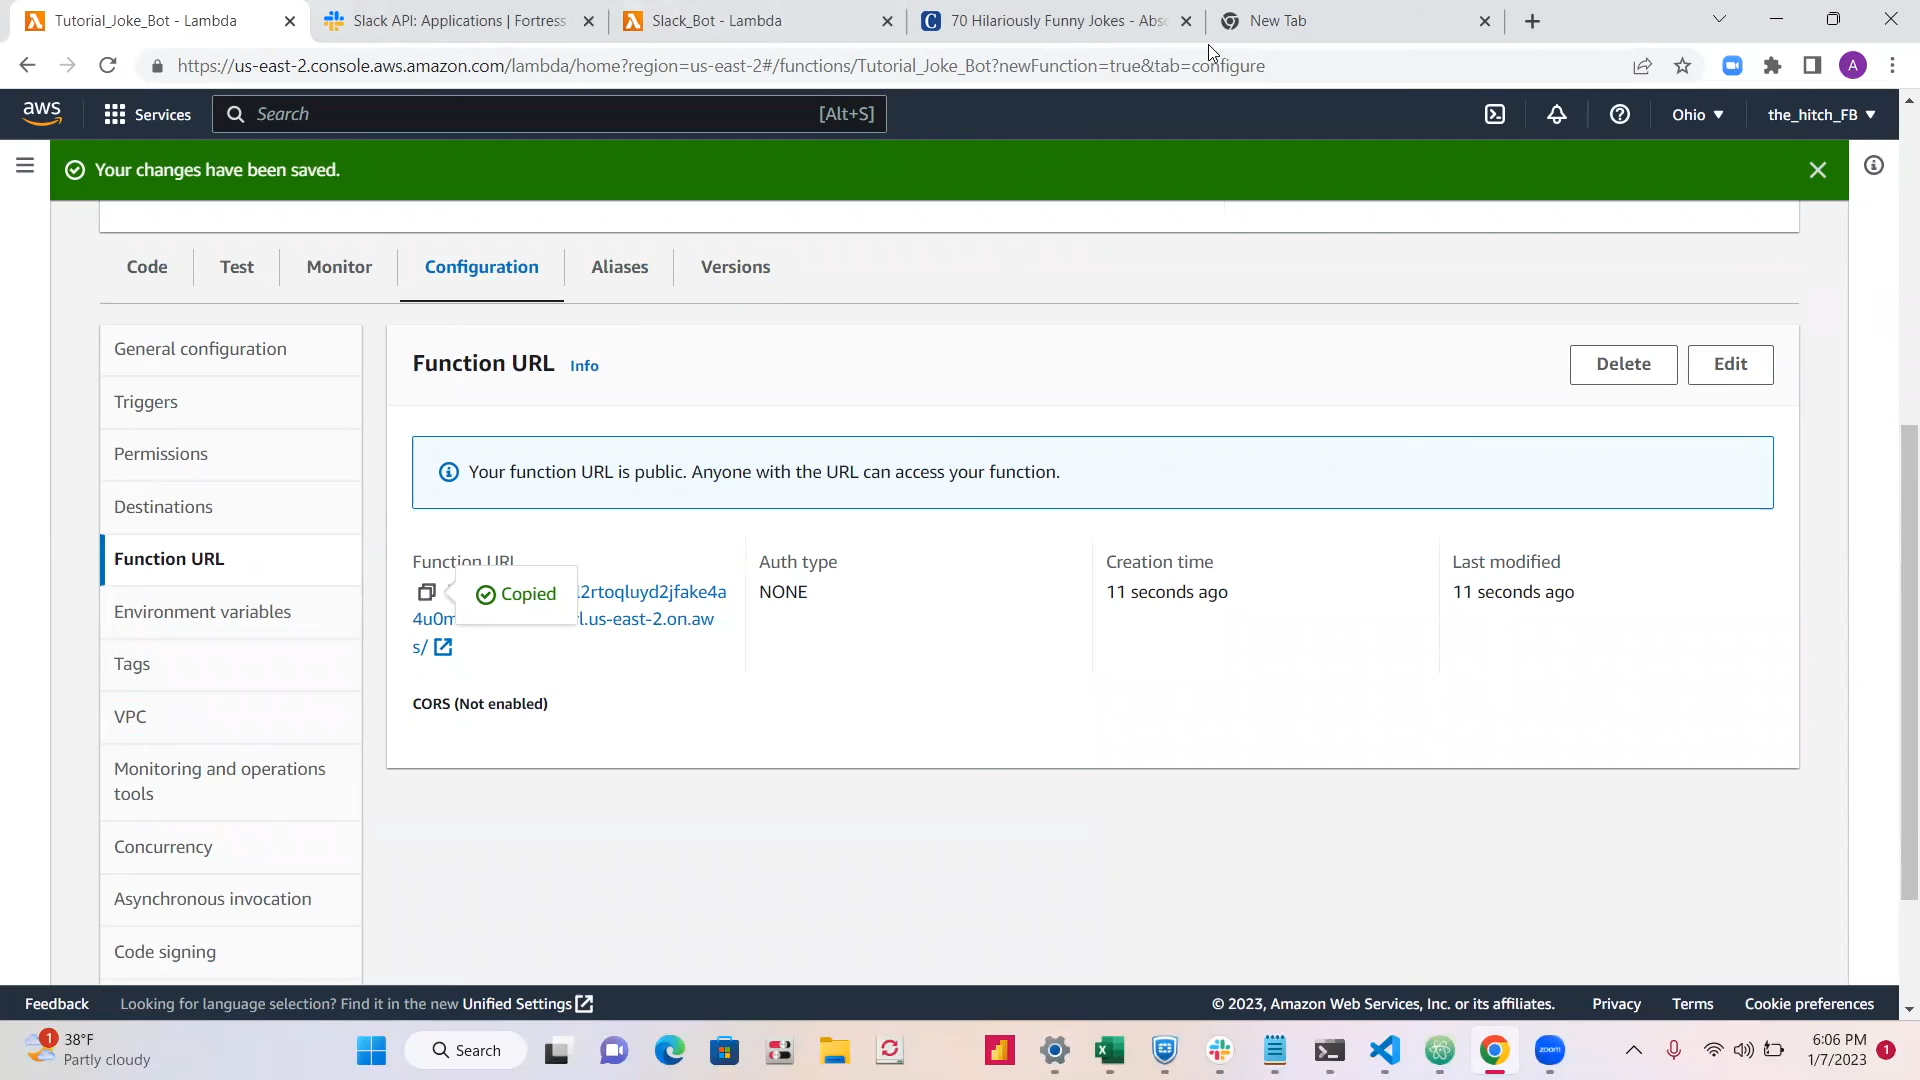 Tutorial_Joke_Bot - Lambda
Slack API: Applications | Fortress
Slack_Bot - Lambda
70 Hilariously Funny Jokes - Abso
New Tab
https://us-east-2.console.aws.amazon.com/lambda/home?region=us-east-2#/functions/Tutorial_Joke_Bot?newFunction=true&tab=configure
A
aws
Services
Search
[Alt+S]
Ohio
the_hitch_FB
Your changes have been saved.
Code
Test
Monitor
Configuration
Aliases
Versions
General configuration
Triggers
Permissions
Destinations
Function URL
Environment variables
Tags
VPC
Monitoring and operations
tools
Concurrency
Asynchronous invocation
Code signing
Function URL
Info
Delete
Edit
Your function URL is public. Anyone with the URL can access your function.
Function URL
Copied
2rtoqluyd2jfake4a
l.us-east-2.on.aw
s/
Auth type
NONE
Creation time
11 seconds ago
Last modified
11 seconds ago
CORS (Not enabled)
Feedback
Looking for language selection? Find it in the new Unified Settings
© 2023, Amazon Web Services, Inc. or its affiliates.
Privacy
Terms
Cookie preferences
1
38°F
Partly cloudy
Search
zoom
6:06 PM
1/7/2023
1